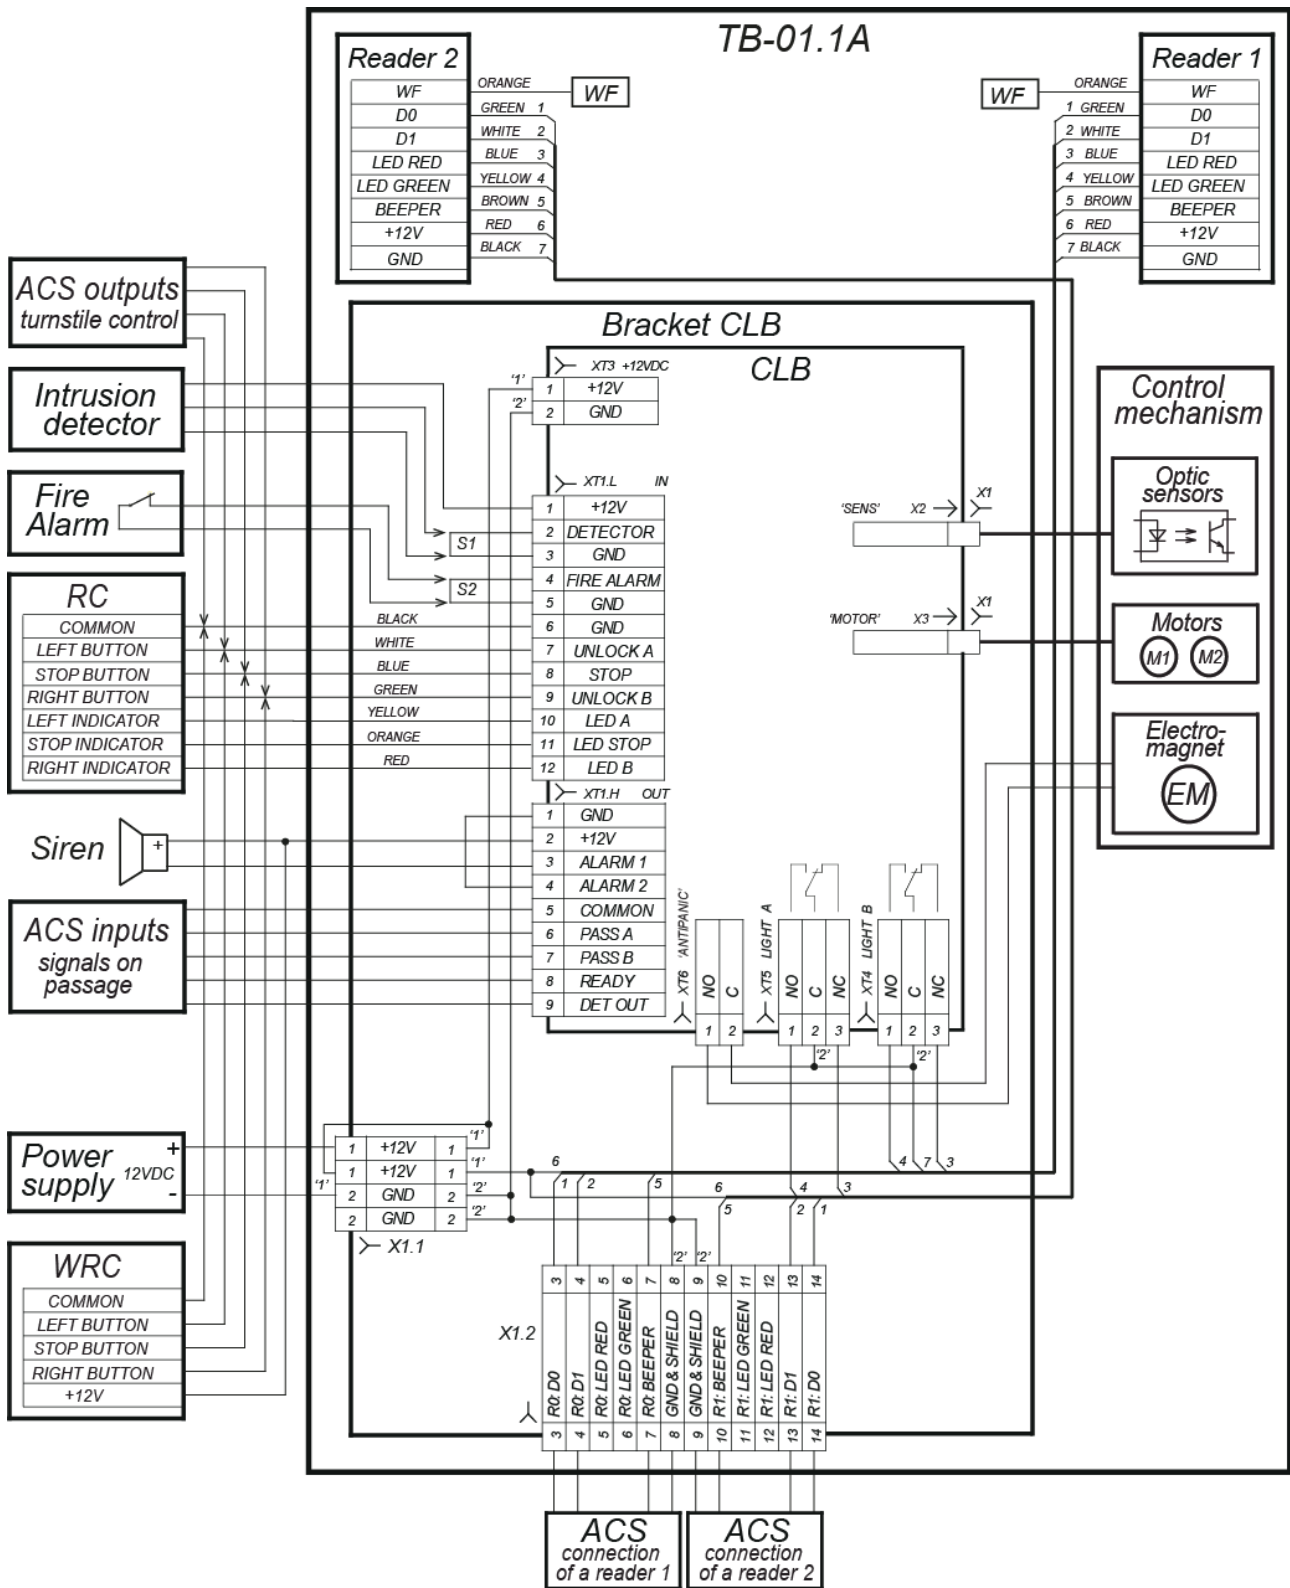 TB-01.1A
Reader 2
WF
D0
D1
LED RED
LED GREEN
BEEPER
+12V
GND
ORANGE
GREEN 1
WHITE 2
BLUE 3
YELLOW 4
BROWN 5
RED 6
BLACK 7
WF
WF
ORANGE
1 GREEN
2 WHITE
3 BLUE
4 YELLOW
5 BROWN
6 RED
7 BLACK
Reader 1
WF
D0
D1
LED RED
LED GREEN
BEEPER
+12V
GND
ACS outputs
turnstile control
Intrusion
detector
Fire
Alarm
RC
COMMON
LEFT BUTTON
STOP BUTTON
RIGHT BUTTON
LEFT INDICATOR
STOP INDICATOR
RIGHT INDICATOR
BLACK
WHITE
BLUE
GREEN
YELLOW
ORANGE
RED
S1
S2
Siren
+
ACS inputs
signals on
passage
Power
supply
12VDC
+
-
WRC
COMMON
LEFT BUTTON
STOP BUTTON
RIGHT BUTTON
+12V
Bracket CLB
CLB
XT3 +12VDC
'1'
1 +12V
'2'
2 GND
XT1.L IN
1 +12V
2 DETECTOR
3 GND
4 FIRE ALARM
5 GND
6 GND
7 UNLOCK A
8 STOP
9 UNLOCK B
10 LED A
11 LED STOP
12 LED B
XT1.H OUT
1 GND
2 +12V
3 ALARM 1
4 ALARM 2
5 COMMON
6 PASS A
7 PASS B
8 READY
9 DET OUT
'SENS' X2 X1
'MOTOR' X3 X1
Control
mechanism
Optic
sensors
Motors
M1 M2
Electro-
magnet
EM
XT6 'ANTIPANIC'
NO C
1 2
XT5 LIGHT A
NO C NC
1 2 3
XT4 LIGHT B
NO C NC
1 2 3
'2'
'2'
4 7 3
1 +12V 1 '1'
1 +12V 1 '1'
'1' 2 GND 2 '2'
2 GND 2 '2'
X1.1
6
1 2 5
6
5
4 3
2 1
'2' '2'
X1.2
3 4 5 6 7 8 9 10 11 12 13 14
R0: D0
R0: D1
R0: LED RED
R0: LED GREEN
R0: BEEPER
GND & SHIELD
GND & SHIELD
R1: BEEPER
R1: LED GREEN
R1: LED RED
R1: D1
R1: D0
3 4 5 6 7 8 9 10 11 12 13 14
ACS
connection
of a reader 1
ACS
connection
of a reader 2